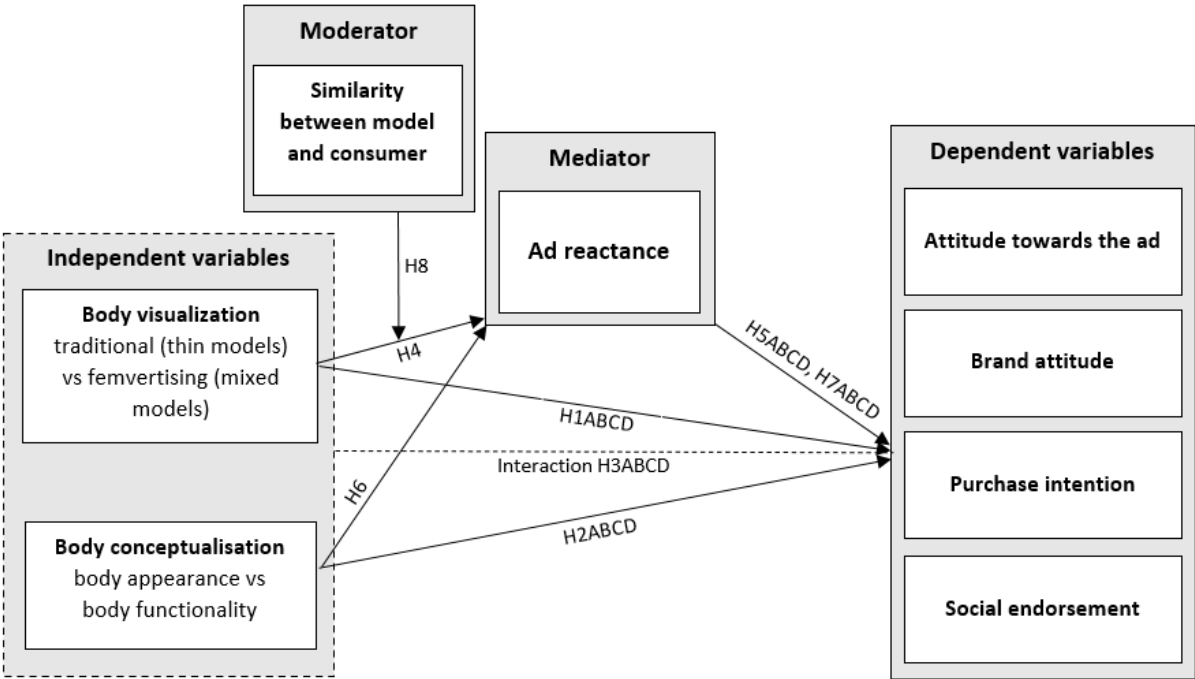 Moderator
Similarity
between model
and consumer
Mediator
Ad reactance
Dependent variables
Attitude towards the ad
Brand attitude
Purchase intention
Social endorsement
Independent variables
Body visualization
traditional (thin models)
vs femvertising (mixed
models)
Body conceptualisation
body appearance vs
body functionality
H8
H4
H5ABCD, H7ABCD
H1ABCD
Interaction H3ABCD
H6
H2ABCD